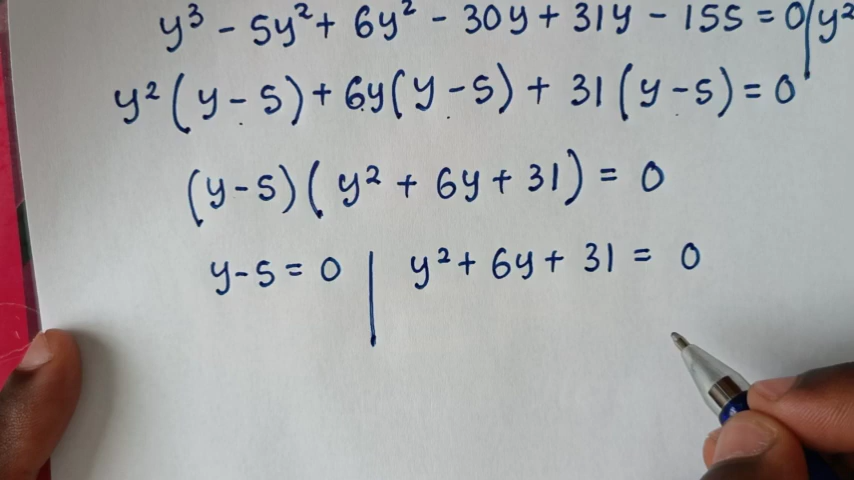 y³ - 5y² + 6y² - 30y + 31y - 155 = 0 | y²
y² (y - 5) + 6y (y - 5) + 31 (y - 5) = 0
(y - 5) ( y² + 6y + 31) = 0
y - 5 = 0 | y² + 6y + 31 = 0